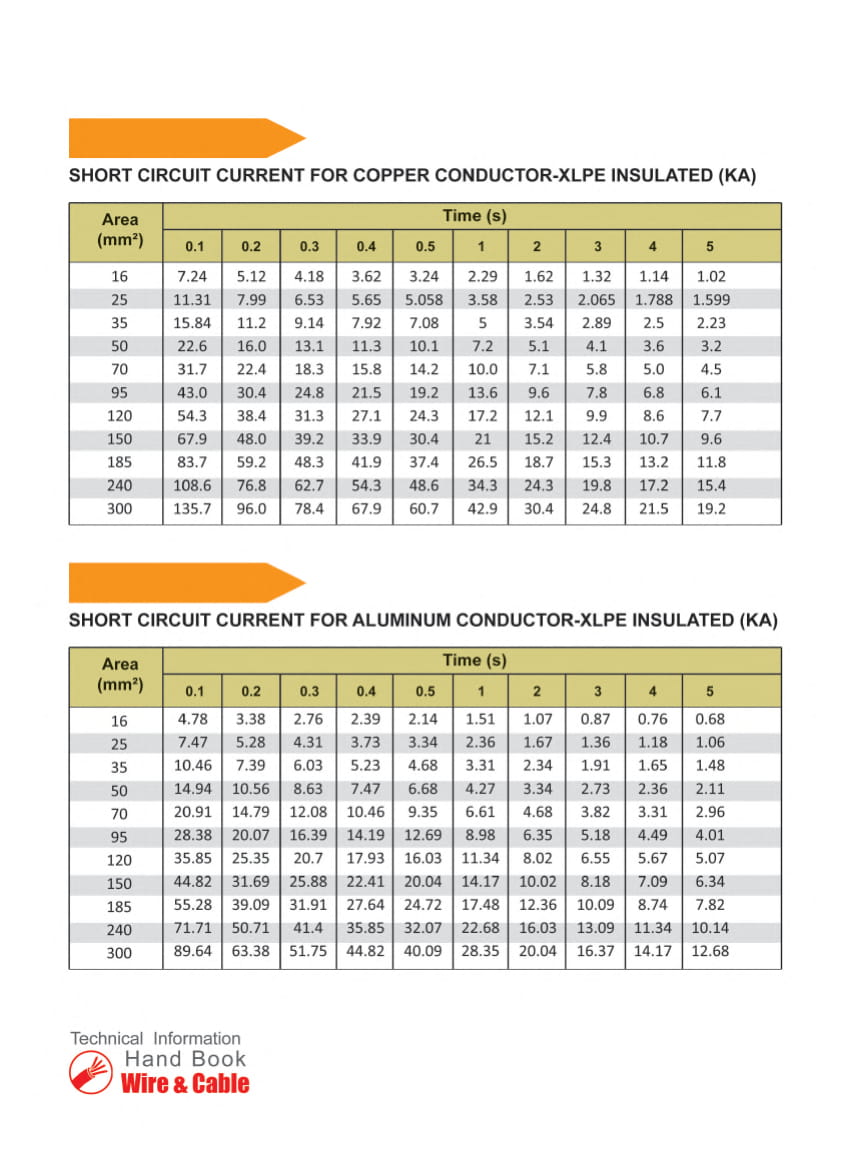 SHORT CIRCUIT CURRENT FOR COPPER CONDUCTOR-XLPE INSULATED (KA)
Area (mm²) Time (s)
0.1 0.2 0.3 0.4 0.5 1 2 3 4 5
16 7.24 5.12 4.18 3.62 3.24 2.29 1.62 1.32 1.14 1.02
25 11.31 7.99 6.53 5.65 5.058 3.58 2.53 2.065 1.788 1.599
35 15.84 11.2 9.14 7.92 7.08 5 3.54 2.89 2.5 2.23
50 22.6 16.0 13.1 11.3 10.1 7.2 5.1 4.1 3.6 3.2
70 31.7 22.4 18.3 15.8 14.2 10.0 7.1 5.8 5.0 4.5
95 43.0 30.4 24.8 21.5 19.2 13.6 9.6 7.8 6.8 6.1
120 54.3 38.4 31.3 27.1 24.3 17.2 12.1 9.9 8.6 7.7
150 67.9 48.0 39.2 33.9 30.4 21 15.2 12.4 10.7 9.6
185 83.7 59.2 48.3 41.9 37.4 26.5 18.7 15.3 13.2 11.8
240 108.6 76.8 62.7 54.3 48.6 34.3 24.3 19.8 17.2 15.4
300 135.7 96.0 78.4 67.9 60.7 42.9 30.4 24.8 21.5 19.2
SHORT CIRCUIT CURRENT FOR ALUMINUM CONDUCTOR-XLPE INSULATED (KA)
Area (mm²) Time (s)
0.1 0.2 0.3 0.4 0.5 1 2 3 4 5
16 4.78 3.38 2.76 2.39 2.14 1.51 1.07 0.87 0.76 0.68
25 7.47 5.28 4.31 3.73 3.34 2.36 1.67 1.36 1.18 1.06
35 10.46 7.39 6.03 5.23 4.68 3.31 2.34 1.91 1.65 1.48
50 14.94 10.56 8.63 7.47 6.68 4.27 3.34 2.73 2.36 2.11
70 20.91 14.79 12.08 10.46 9.35 6.61 4.68 3.82 3.31 2.96
95 28.38 20.07 16.39 14.19 12.69 8.98 6.35 5.18 4.49 4.01
120 35.85 25.35 20.7 17.93 16.03 11.34 8.02 6.55 5.67 5.07
150 44.82 31.69 25.88 22.41 20.04 14.17 10.02 8.18 7.09 6.34
185 55.28 39.09 31.91 27.64 24.72 17.48 12.36 10.09 8.74 7.82
240 71.71 50.71 41.4 35.85 32.07 22.68 16.03 13.09 11.34 10.14
300 89.64 63.38 51.75 44.82 40.09 28.35 20.04 16.37 14.17 12.68
Technical Information
Hand Book
Wire & Cable